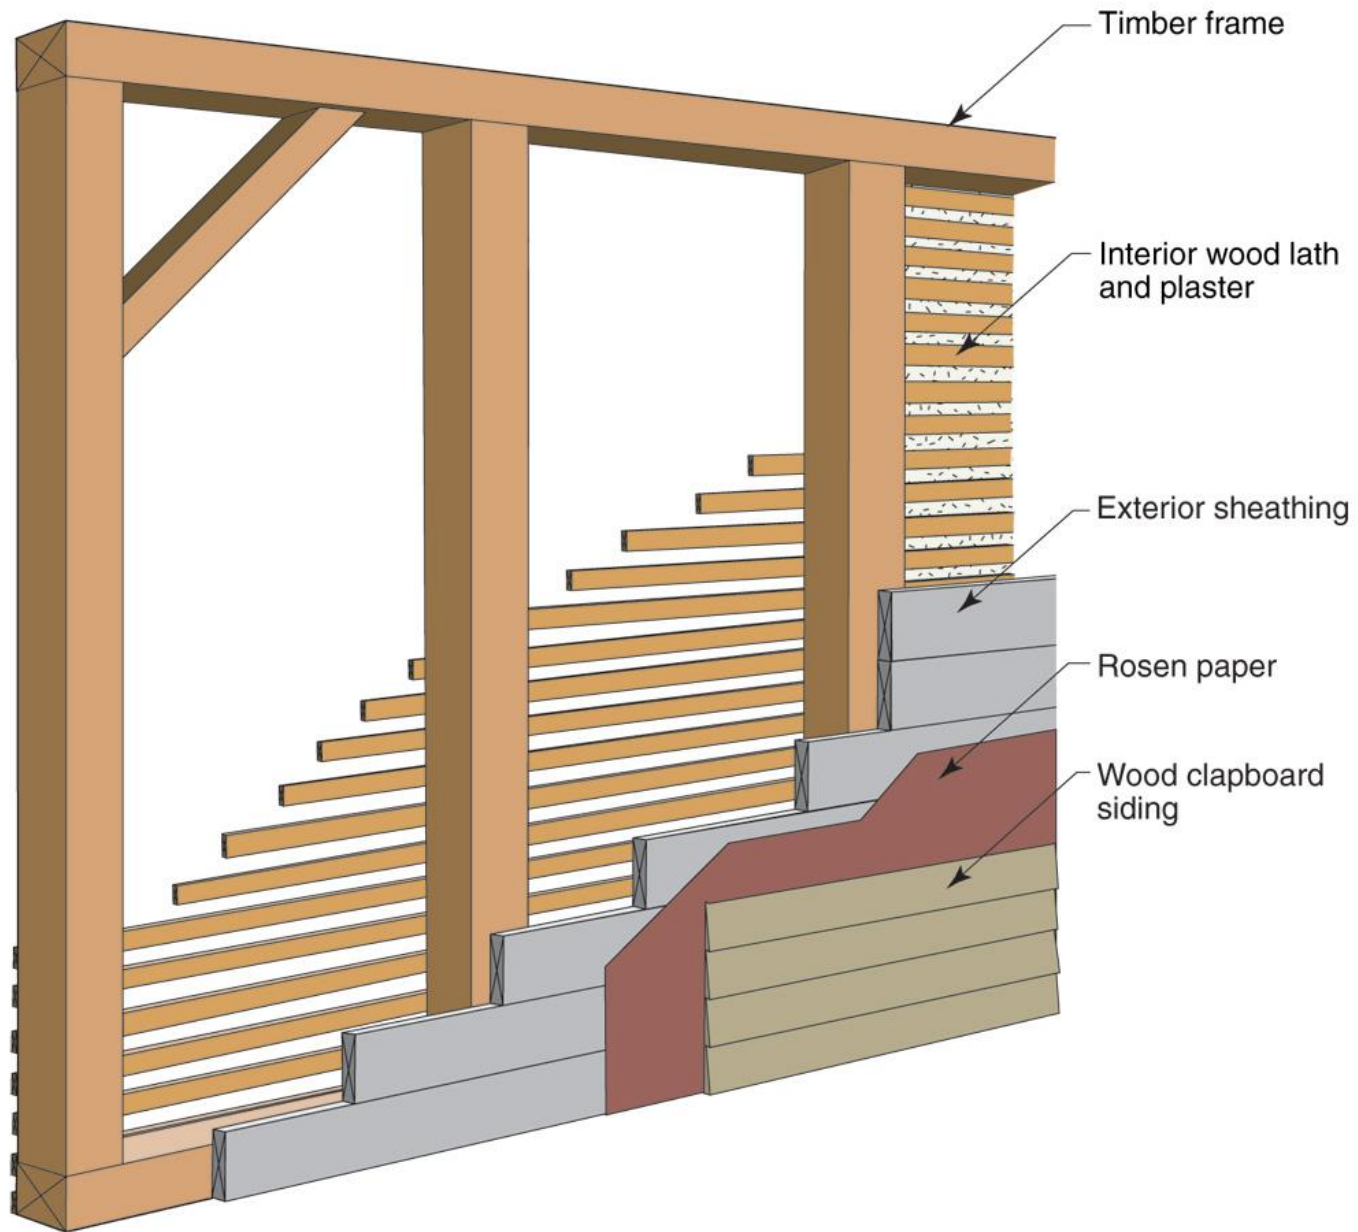 Timber frame
Interior wood lath
and plaster
Exterior sheathing
Rosen paper
Wood clapboard
siding